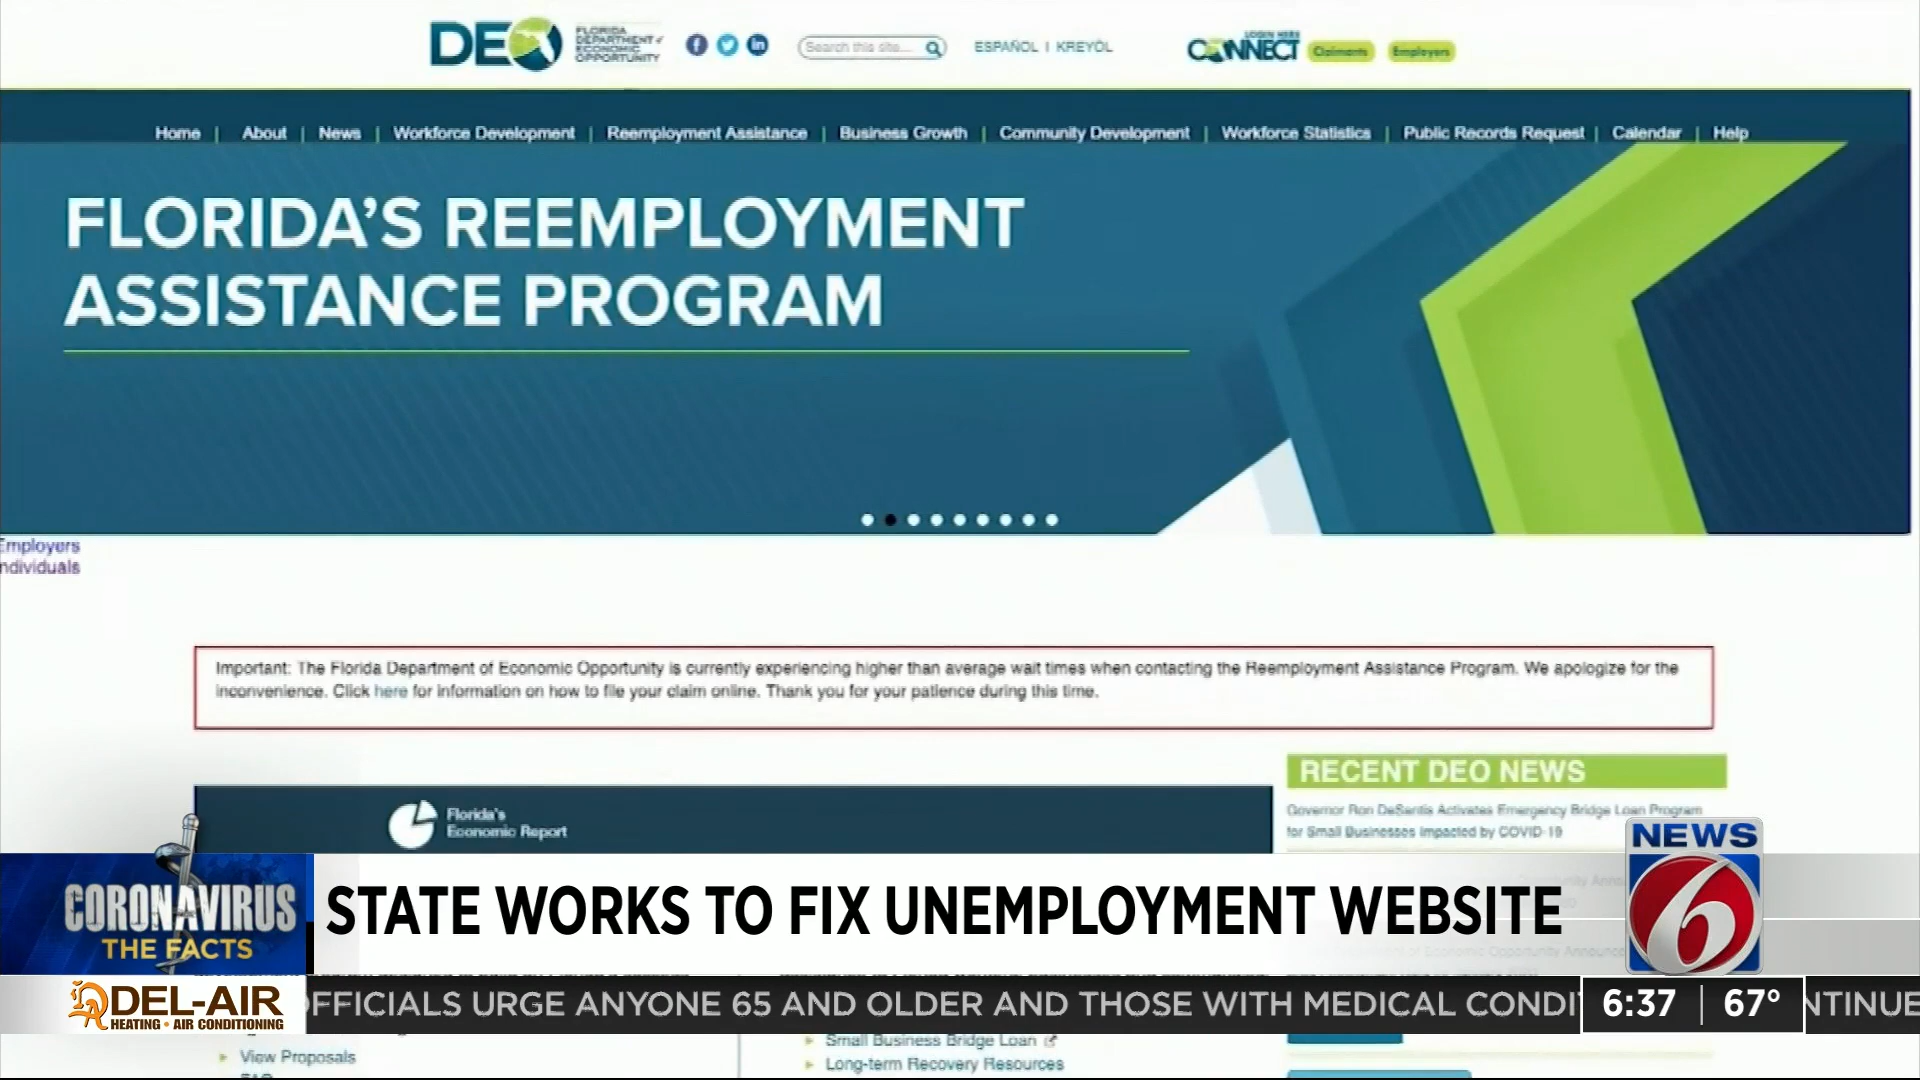 DEO FLORIDA DEPARTMENT of ECONOMIC OPPORTUNITY
Search this site...
ESPAÑOL | KREYÒL
LOGIN HERE
CONNECT Claimants Employers
Home | About | News | Workforce Development | Reemployment Assistance | Business Growth | Community Development | Workforce Statistics | Public Records Request | Calendar | Help
FLORIDA'S REEMPLOYMENT
ASSISTANCE PROGRAM
Employers
ndividuals
Important: The Florida Department of Economic Opportunity is currently experiencing higher than average wait times when contacting the Reemployment Assistance Program. We apologize for the
inconvenience. Click here for information on how to file your claim online. Thank you for your patience during this time.
RECENT DEO NEWS
Governor Ron DeSantis Activates Emergency Bridge Loan Program
for Small Businesses Impacted by COVID-19
Florida's
Economic Report
CORONAVIRUS
THE FACTS
STATE WORKS TO FIX UNEMPLOYMENT WEBSITE
NEWS
6
DEL-AIR
HEATING • AIR CONDITIONING
OFFICIALS URGE ANYONE 65 AND OLDER AND THOSE WITH MEDICAL CONDI
6:37 | 67°
NTINUE
View Proposals
Small Business Bridge Loan
Long-term Recovery Resources